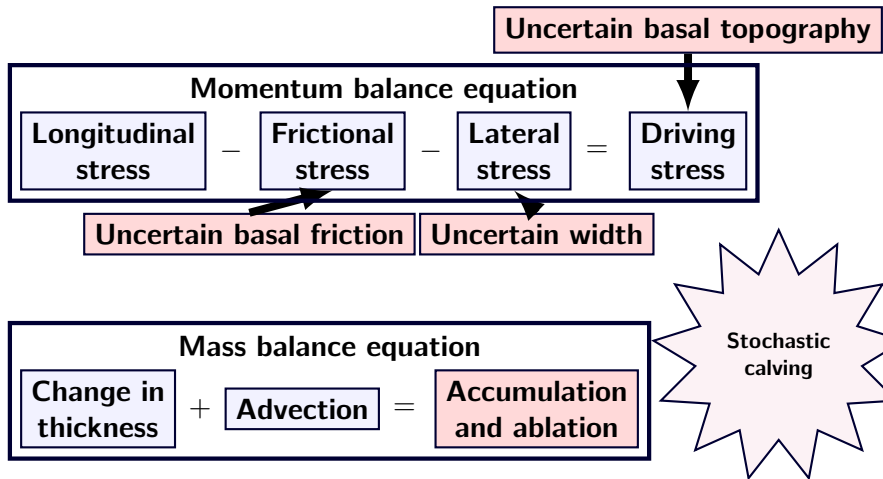 Uncertain basal topography
Momentum balance equation
Longitudinal stress − Frictional stress − Lateral stress = Driving stress
Uncertain basal friction
Uncertain width
Mass balance equation
Change in thickness + Advection = Accumulation and ablation
Stochastic
calving